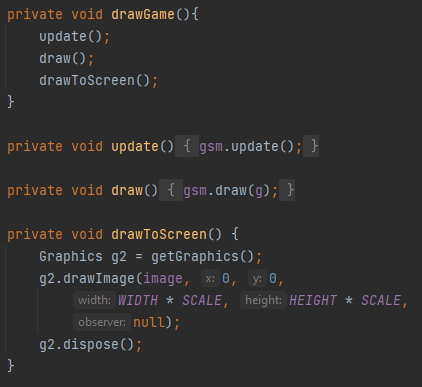 private void drawGame(){
update();
draw();
drawToScreen();
}
private void update() { gsm.update(); }
private void draw() { gsm.draw(g); }
private void drawToScreen() {
Graphics g2 = getGraphics();
g2.drawImage(image, x: 0, y: 0,
width: WIDTH * SCALE, height: HEIGHT * SCALE,
observer: null);
g2.dispose();
}